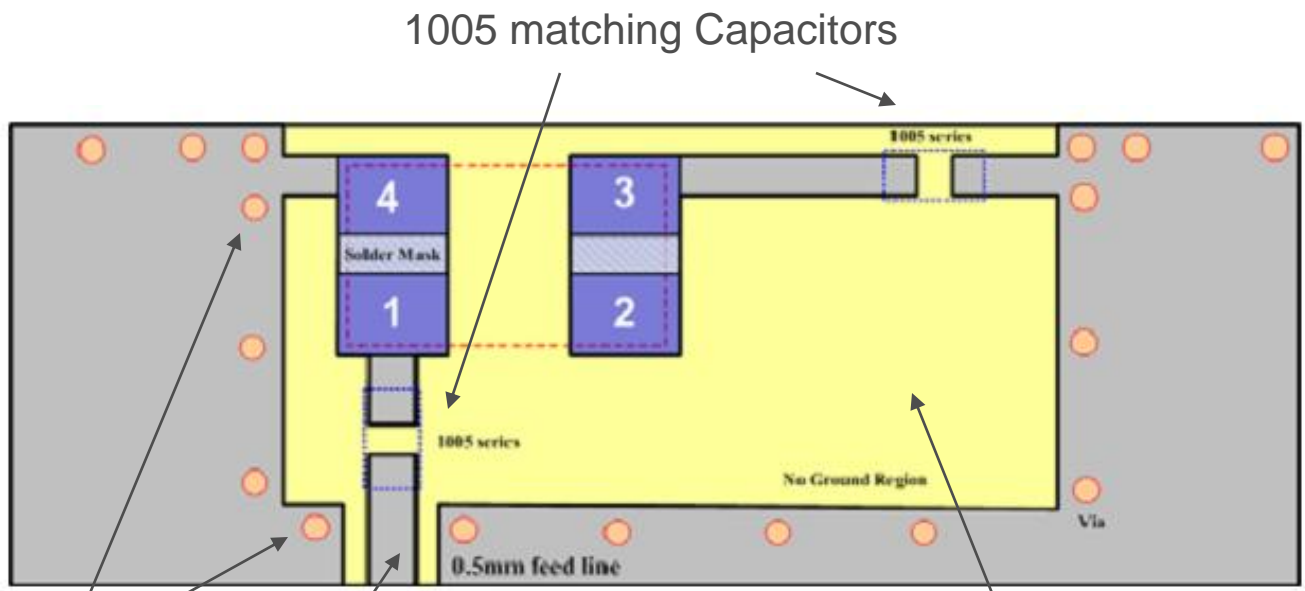 1005 matching Capacitors
1005 series
4
3
Solder Mask
1
2
1005 series
No Ground Region
Via
0.5mm feed line